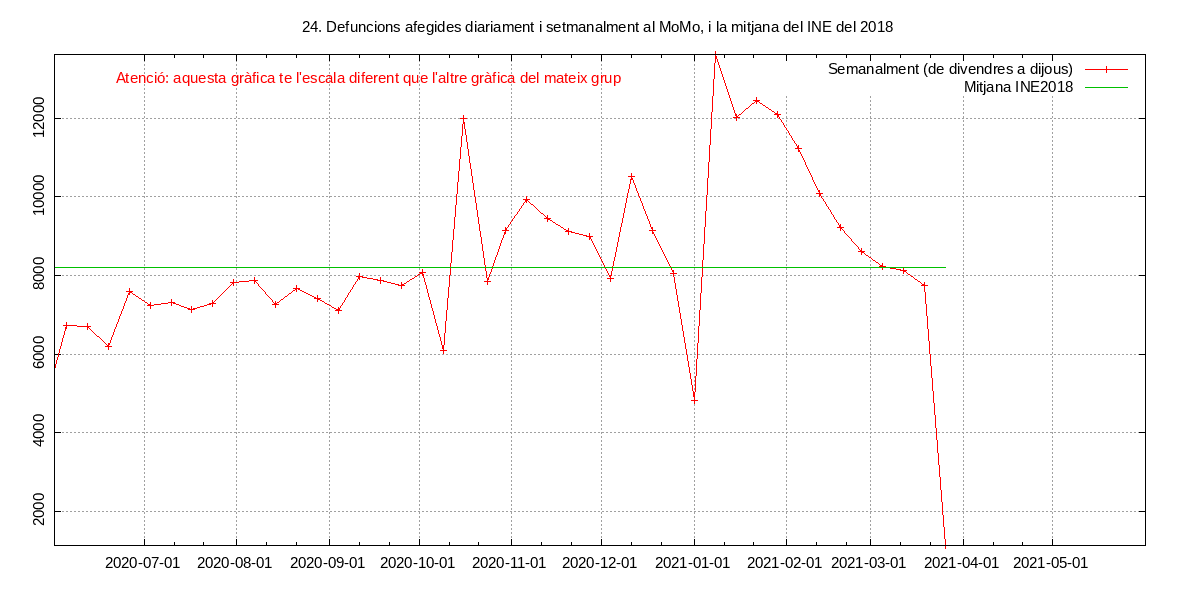 24. Defuncions afegides diariament i setmanalment al MoMo, i la mitjana del INE del 2018
Atenció: aquesta gràfica te l'escala diferent que l'altre gràfica del mateix grup
Semanalment (de divendres a dijous)
Mitjana INE2018
12000
10000
8000
6000
4000
2000
2020-07-01 2020-08-01 2020-09-01 2020-10-01 2020-11-01 2020-12-01 2021-01-01 2021-02-01 2021-03-01 2021-04-01 2021-05-01